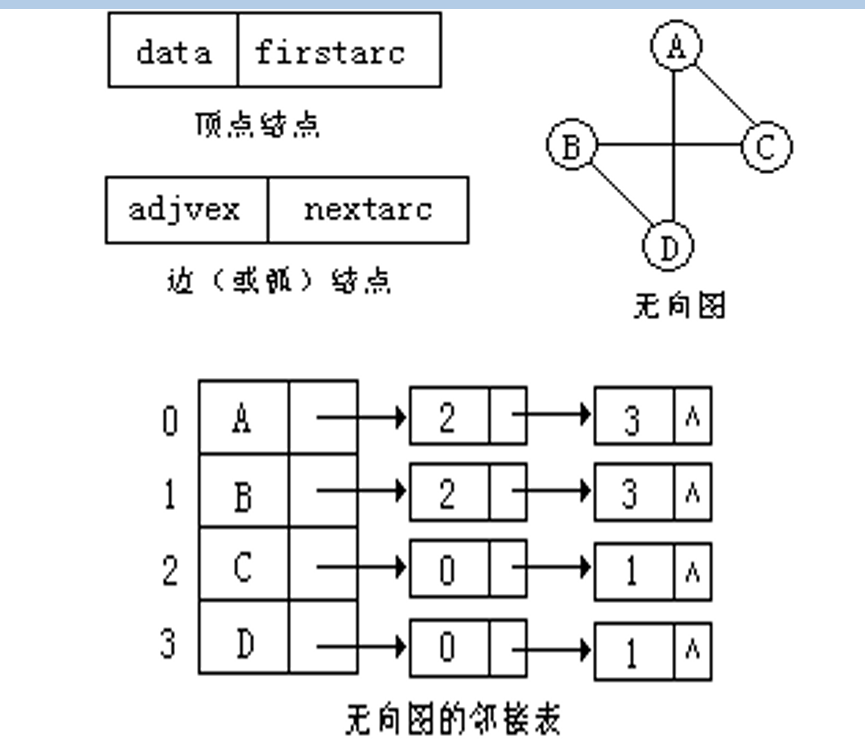 data firstarc
顶点结点
adjvex nextarc
边（或弧）结点
A
B C
D
无向图
0 A 2 3 ∧
1 B 2 3 ∧
2 C 0 1 ∧
3 D 0 1 ∧
无向图的邻接表